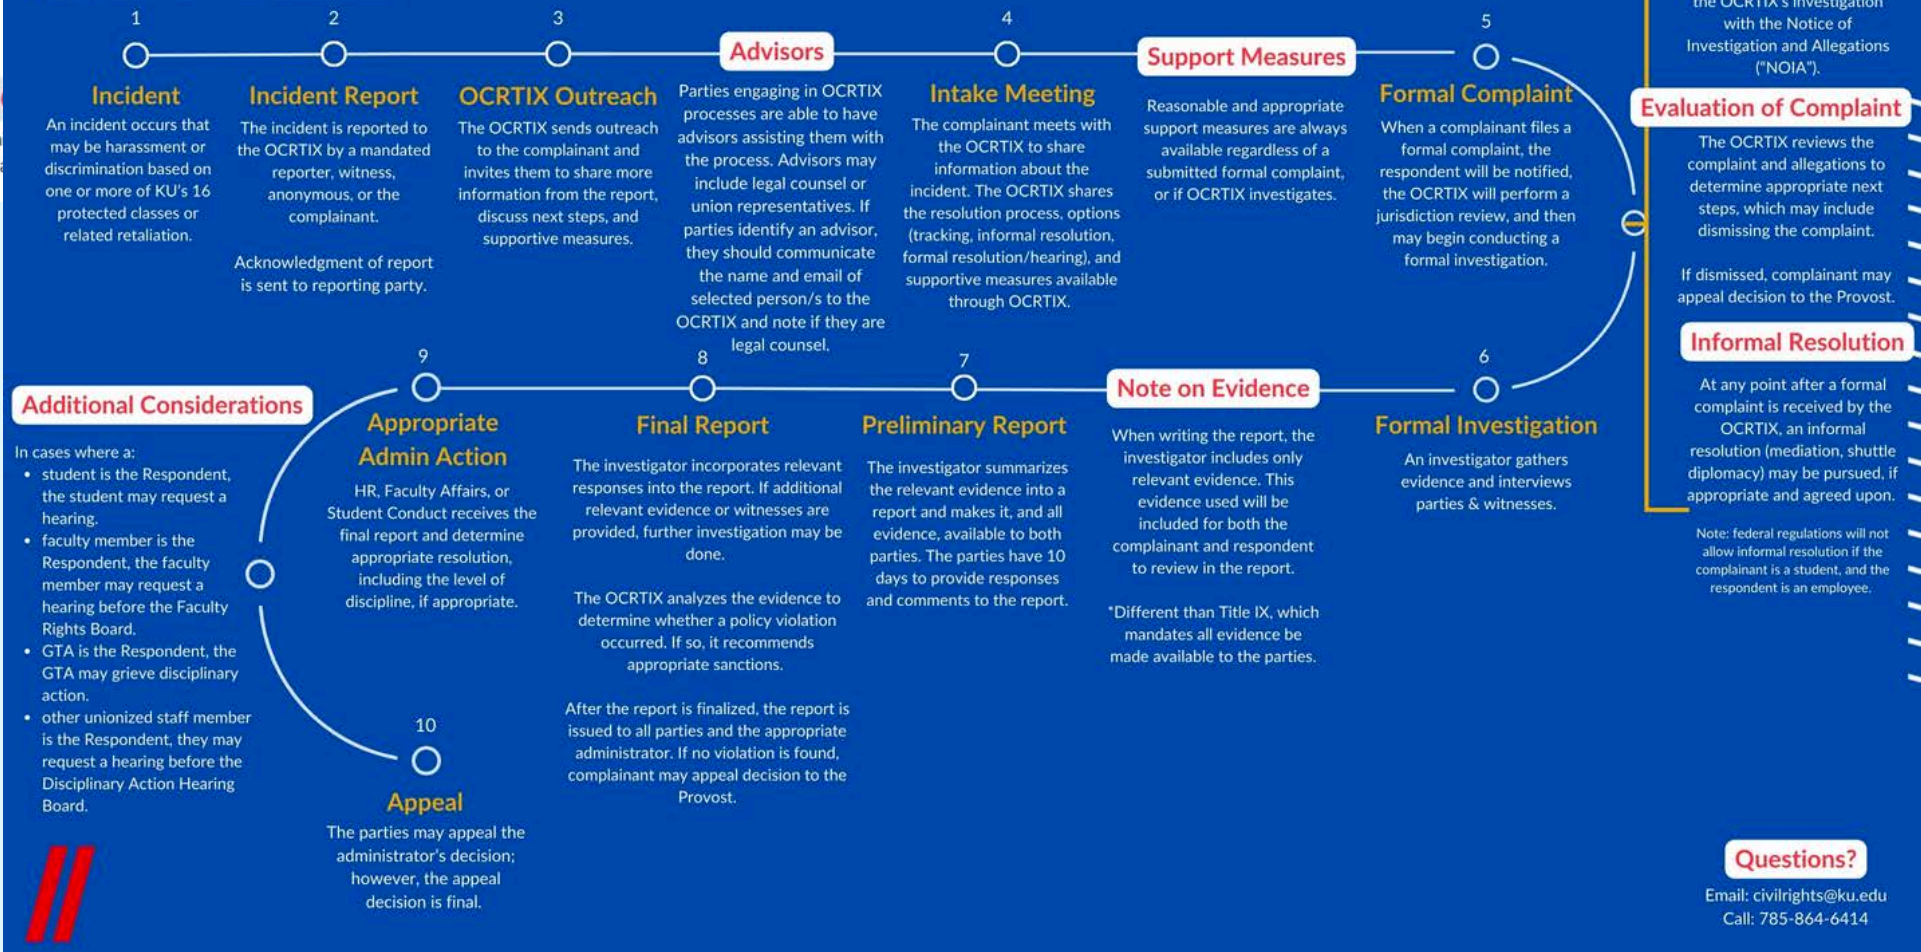 1
Incident
An incident occurs that
may be harassment or
discrimination based on
one or more of KU's 16
protected classes or
related retaliation.
2
Incident Report
The incident is reported to
the OCRTIX by a mandated
reporter, witness,
anonymous, or the
complainant.
Acknowledgment of report
is sent to reporting party.
3
OCRTIX Outreach
The OCRTIX sends outreach
to the complainant and
invites them to share more
information from the report,
discuss next steps, and
supportive measures.
Advisors
Parties engaging in OCRTIX
processes are able to have
advisors assisting them with
the process. Advisors may
include legal counsel or
union representatives. If
parties identify an advisor,
they should communicate
the name and email of
selected person/s to the
OCRTIX and note if they are
legal counsel.
4
Intake Meeting
The complainant meets with
the OCRTIX to share
information about the
incident. The OCRTIX shares
the resolution process, options
(tracking, informal resolution,
formal resolution/hearing), and
supportive measures available
through OCRTIX.
Support Measures
Reasonable and appropriate
support measures are always
available regardless of a
submitted formal complaint,
or if OCRTIX investigates.
5
Formal Complaint
When a complainant files a
formal complaint, the
respondent will be notified,
the OCRTIX will perform a
jurisdiction review, and then
may begin conducting a
formal investigation.
the OCRTIX's investigation
with the Notice of
Investigation and Allegations
("NOIA").
Evaluation of Complaint
The OCRTIX reviews the
complaint and allegations to
determine appropriate next
steps, which may include
dismissing the complaint.
If dismissed, complainant may
appeal decision to the Provost.
Informal Resolution
At any point after a formal
complaint is received by the
OCRTIX, an informal
resolution (mediation, shuttle
diplomacy) may be pursued, if
appropriate and agreed upon.
Note: federal regulations will not
allow informal resolution if the
complainant is a student, and the
respondent is an employee.
6
Formal Investigation
An investigator gathers
evidence and interviews
parties & witnesses.
Note on Evidence
When writing the report, the
investigator includes only
relevant evidence. This
evidence used will be
included for both the
complainant and respondent
to review in the report.
*Different than Title IX, which
mandates all evidence be
made available to the parties.
7
Preliminary Report
The investigator summarizes
the relevant evidence into a
report and makes it, and all
evidence, available to both
parties. The parties have 10
days to provide responses
and comments to the report.
8
Final Report
The investigator incorporates relevant
responses into the report. If additional
relevant evidence or witnesses are
provided, further investigation may be
done.
The OCRTIX analyzes the evidence to
determine whether a policy violation
occurred. If so, it recommends
appropriate sanctions.
After the report is finalized, the report is
issued to all parties and the appropriate
administrator. If no violation is found,
complainant may appeal decision to the
Provost.
9
Appropriate
Admin Action
HR, Faculty Affairs, or
Student Conduct receives the
final report and determine
appropriate resolution,
including the level of
discipline, if appropriate.
Additional Considerations
In cases where a:
• student is the Respondent,
the student may request a
hearing.
• faculty member is the
Respondent, the faculty
member may request a
hearing before the Faculty
Rights Board.
• GTA is the Respondent, the
GTA may grieve disciplinary
action.
• other unionized staff member
is the Respondent, they may
request a hearing before the
Disciplinary Action Hearing
Board.
10
Appeal
The parties may appeal the
administrator's decision;
however, the appeal
decision is final.
Questions?
Email: civilrights@ku.edu
Call: 785-864-6414